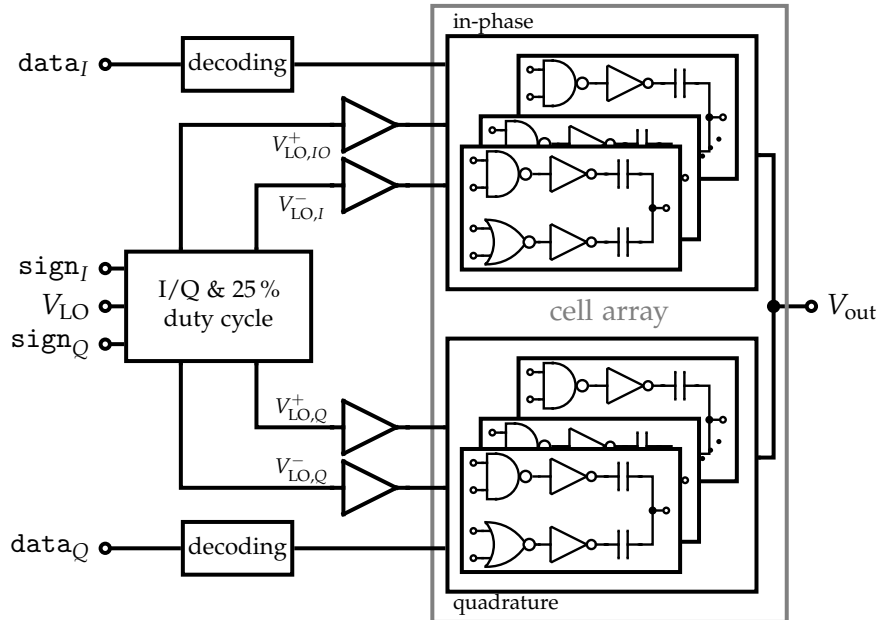 in-phase
data_I
decoding
V⁺_LO,IO
V⁻_LO,I
sign_I
V_LO
sign_Q
I/Q & 25 %
duty cycle
cell array
V_out
V⁺_LO,Q
V⁻_LO,Q
data_Q
decoding
quadrature